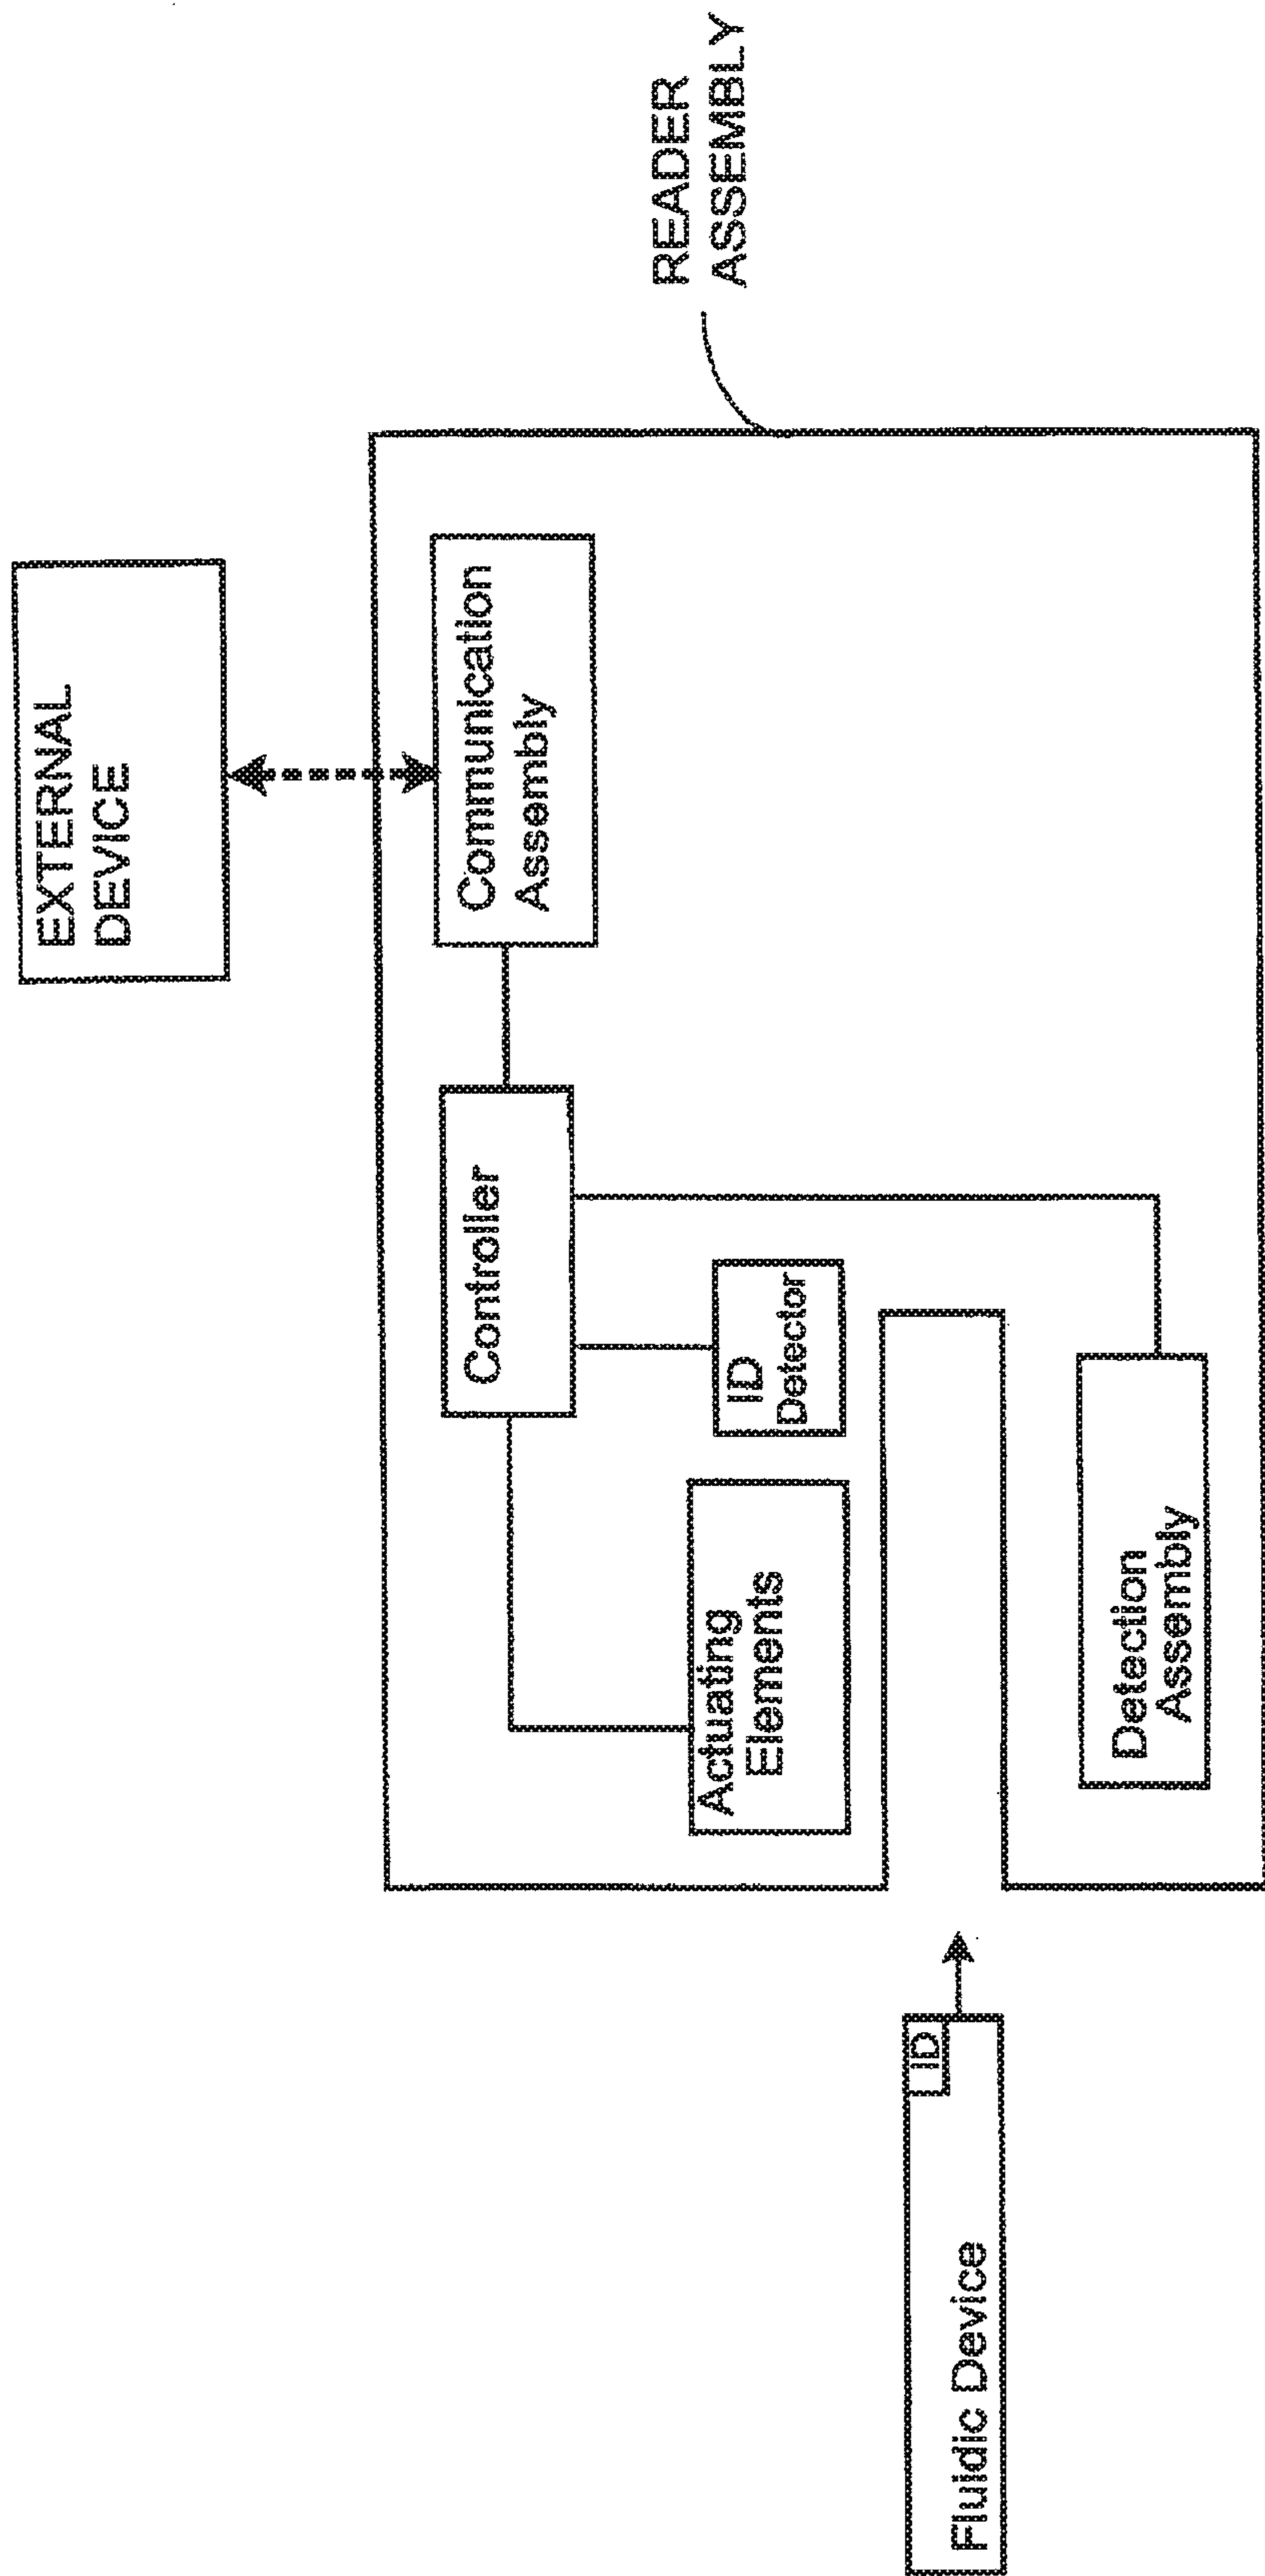 EXTERNAL
DEVICE
READER
ASSEMBLY
Communication
Assembly
Controller
ID
Detector
Actuating
Elements
Detection
Assembly
ID
Fluidic Device